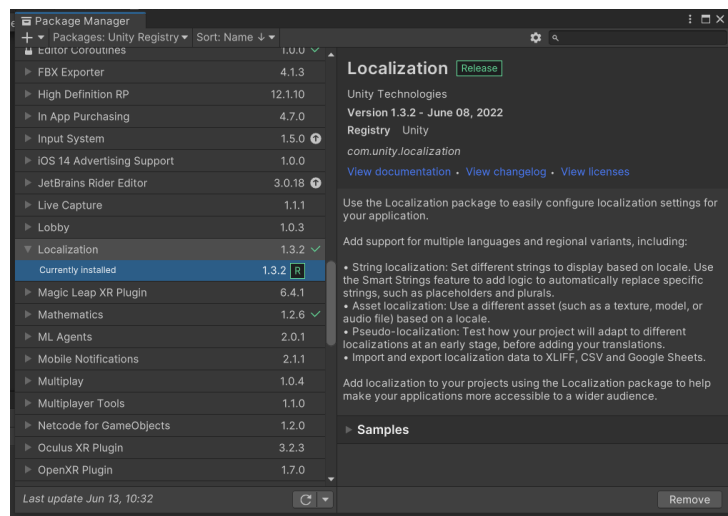 Package Manager
Packages: Unity Registry Sort: Name ↓
Editor Coroutines 1.0.0
FBX Exporter 4.1.3
High Definition RP 12.1.10
In App Purchasing 4.7.0
Input System 1.5.0
iOS 14 Advertising Support 1.0.0
JetBrains Rider Editor 3.0.18
Live Capture 1.1.1
Lobby 1.0.3
Localization 1.3.2
Currently installed 1.3.2 R
Magic Leap XR Plugin 6.4.1
Mathematics 1.2.6
ML Agents 2.0.1
Mobile Notifications 2.1.1
Multiplay 1.0.4
Multiplayer Tools 1.1.0
Netcode for GameObjects 1.2.0
Oculus XR Plugin 3.2.3
OpenXR Plugin 1.7.0
Last update Jun 13, 10:32
Localization Release
Unity Technologies
Version 1.3.2 - June 08, 2022
Registry Unity
com.unity.localization
View documentation • View changelog • View licenses
Use the Localization package to easily configure localization settings for
your application.
Add support for multiple languages and regional variants, including:
• String localization: Set different strings to display based on locale. Use
the Smart Strings feature to add logic to automatically replace specific
strings, such as placeholders and plurals.
• Asset localization: Use a different asset (such as a texture, model, or
audio file) based on a locale.
• Pseudo-localization: Test how your project will adapt to different
localizations at an early stage, before adding your translations.
• Import and export localization data to XLIFF, CSV and Google Sheets.
Add localization to your projects using the Localization package to help
make your applications more accessible to a wider audience.
Samples
Remove